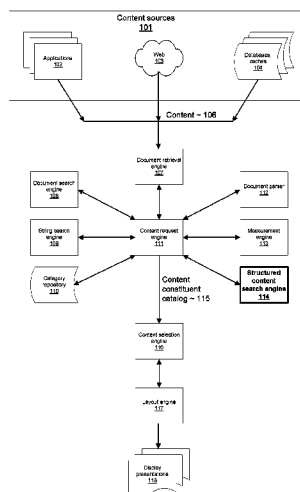 Content sources
101
Applications
102
Web
103
Databases,
caches
104
Content ~ 106
Document retrieval
engine
107
Document search
engine
108
Document parser
112
String search
engine
109
Content request
engine
111
Measurement
engine
113
Category
repository
110
Content
constituent
catalog ~ 115
Structured
content
search engine
114
Content selection
engine
116
Layout engine
117
Display
presentations
118